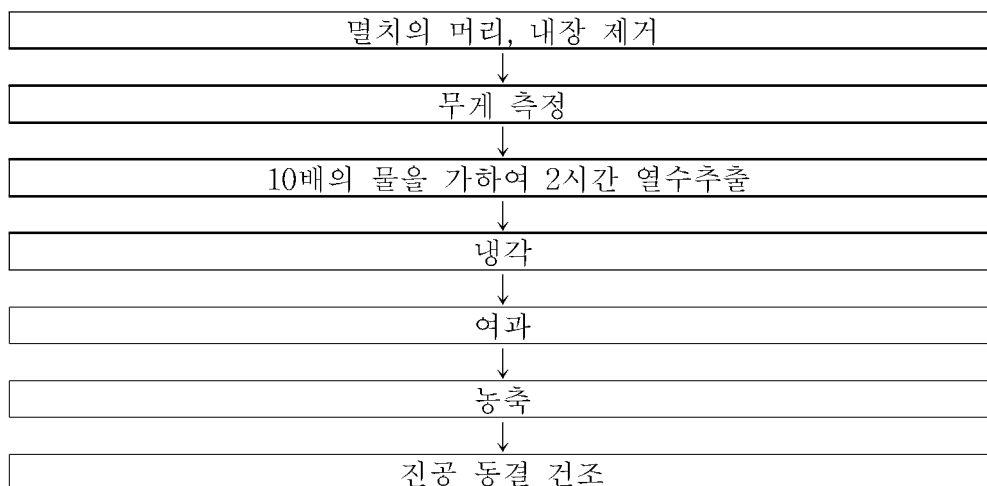 멸치의 머리, 내장 제거
무게 측정
10배의 물을 가하여 2시간 열수추출
냉각
여과
농축
진공 동결 건조